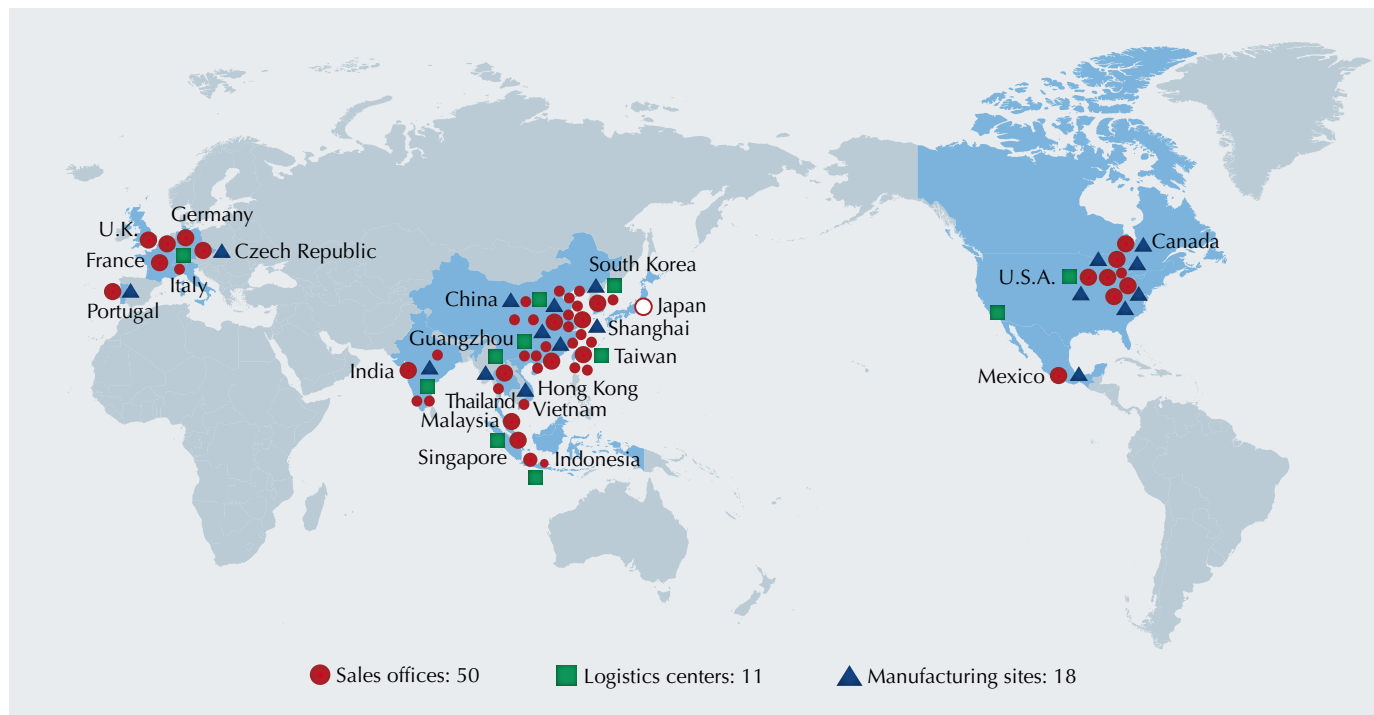 Germany
U.K.
Czech Republic
France
Italy
Portugal
South Korea
China
Japan
Shanghai
Guangzhou
Taiwan
India
Hong Kong
Thailand
Vietnam
Malaysia
Singapore
Indonesia
Canada
U.S.A.
Mexico
Sales offices: 50
Logistics centers: 11
Manufacturing sites: 18